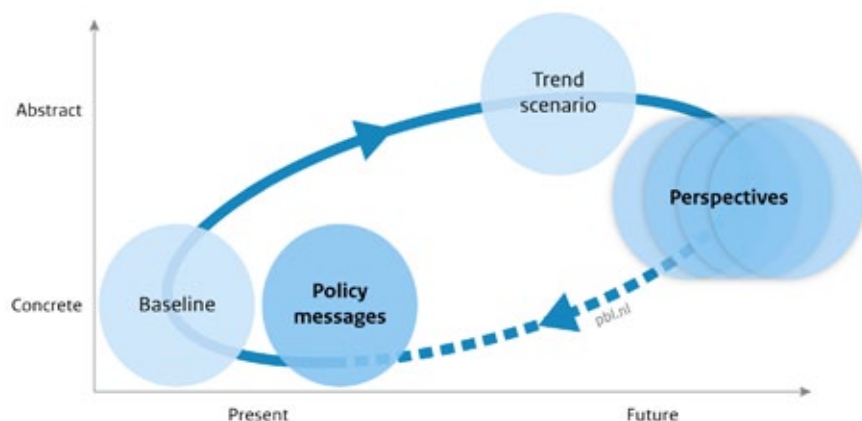 Abstract
Trend
scenario
Perspectives
Concrete
Baseline
Policy
messages
pbl.nl
Present
Future